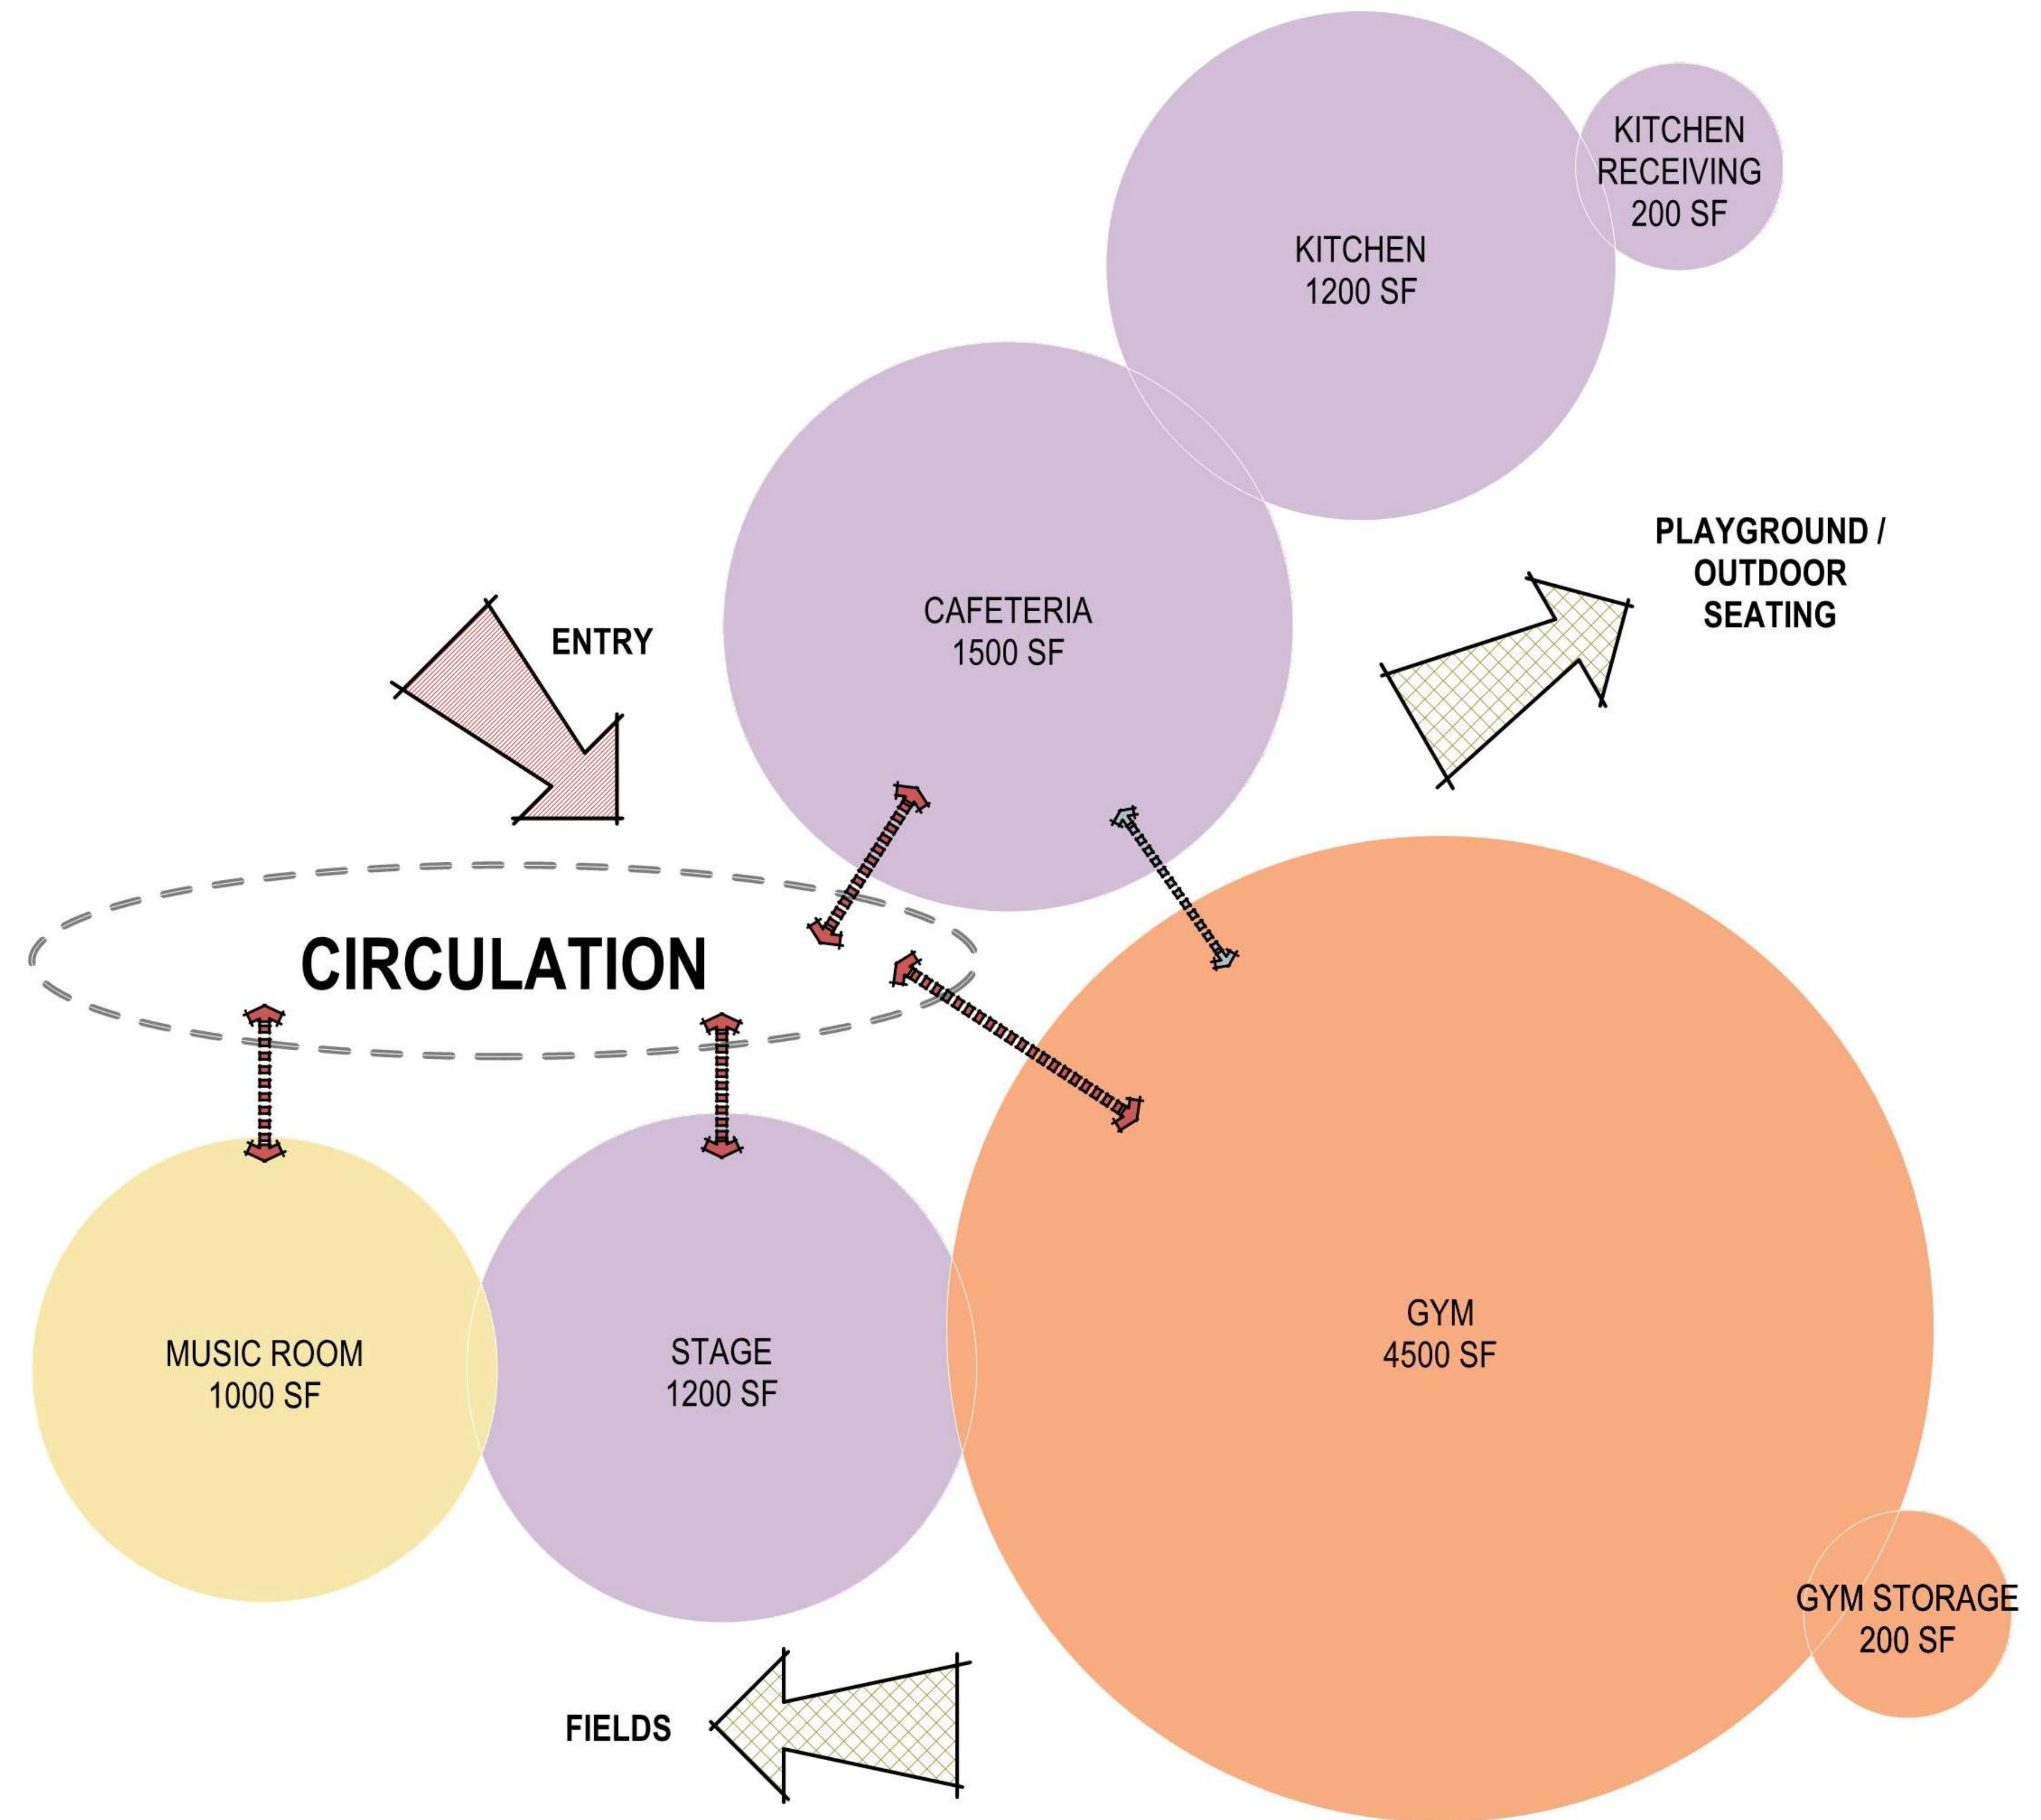 KITCHEN
RECEIVING
200 SF
KITCHEN
1200 SF
PLAYGROUND /
OUTDOOR
SEATING
CAFETERIA
1500 SF
ENTRY
CIRCULATION
MUSIC ROOM
1000 SF
STAGE
1200 SF
GYM
4500 SF
GYM STORAGE
200 SF
FIELDS